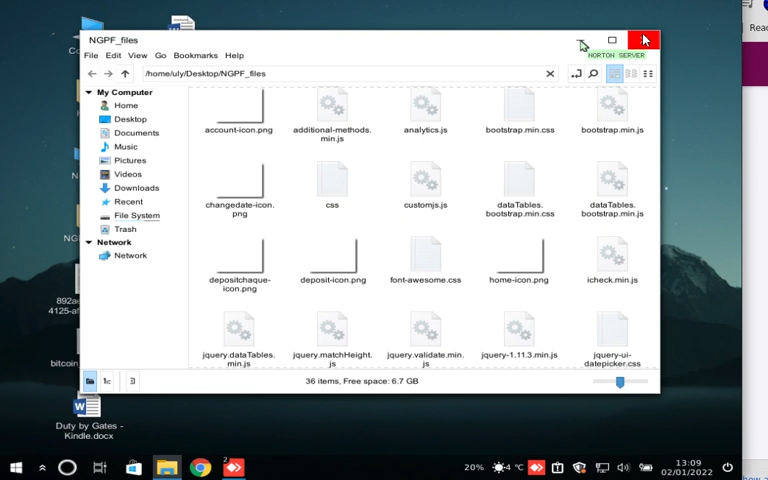 NGPF_files
NORTON SERVER
File Edit View Go Bookmarks Help
/home/uly/Desktop/NGPF_files
My Computer
Home
Desktop
Documents
Music
Pictures
Videos
Downloads
Recent
File System
Trash
Network
Network
account-icon.png
additional-methods.
min.js
analytics.js
bootstrap.min.css
bootstrap.min.js
changedate-icon.
png
css
customjs.js
dataTables.
bootstrap.min.css
dataTables.
bootstrap.min.js
depositchaque-
icon.png
deposit-icon.png
font-awesome.css
home-icon.png
icheck.min.js
jquery.dataTables.
min.js
jquery.matchHeight.
js
jquery.validate.min.
js
jquery-1.11.3.min.js
jquery-ui-
datepicker.css
36 items, Free space: 6.7 GB
Duty by Gates -
Kindle.docx
2
20%
4 °C
13:09
02/01/2022